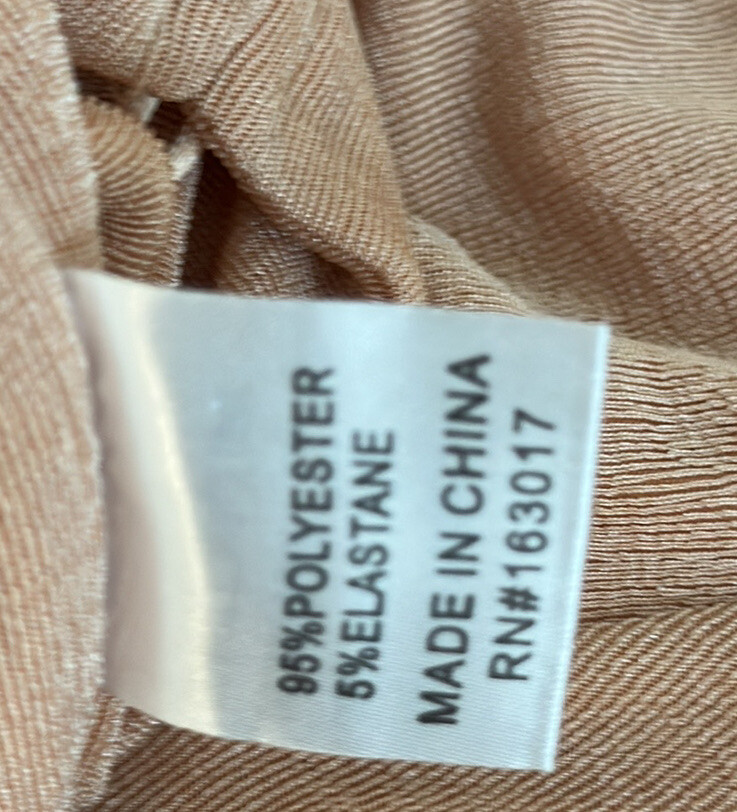 95%POLYESTER
5%ELASTANE
MADE IN CHINA
RN#163017